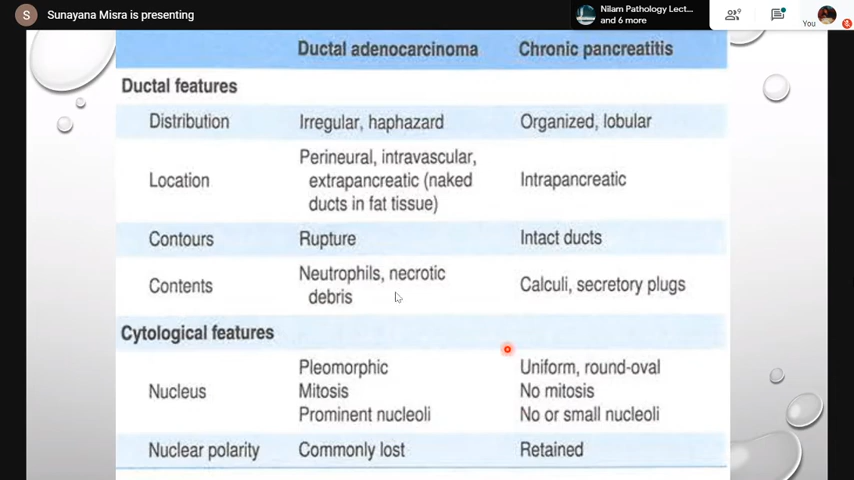 S Sunayana Misra is presenting
Nilam Pathology Lect...
and 6 more
9
You
Ductal adenocarcinoma Chronic pancreatitis
Ductal features
Distribution Irregular, haphazard Organized, lobular
Location Perineural, intravascular, extrapancreatic (naked ducts in fat tissue) Intrapancreatic
Contours Rupture Intact ducts
Contents Neutrophils, necrotic debris Calculi, secretory plugs
Cytological features
Nucleus Pleomorphic Uniform, round-oval
Mitosis No mitosis
Prominent nucleoli No or small nucleoli
Nuclear polarity Commonly lost Retained